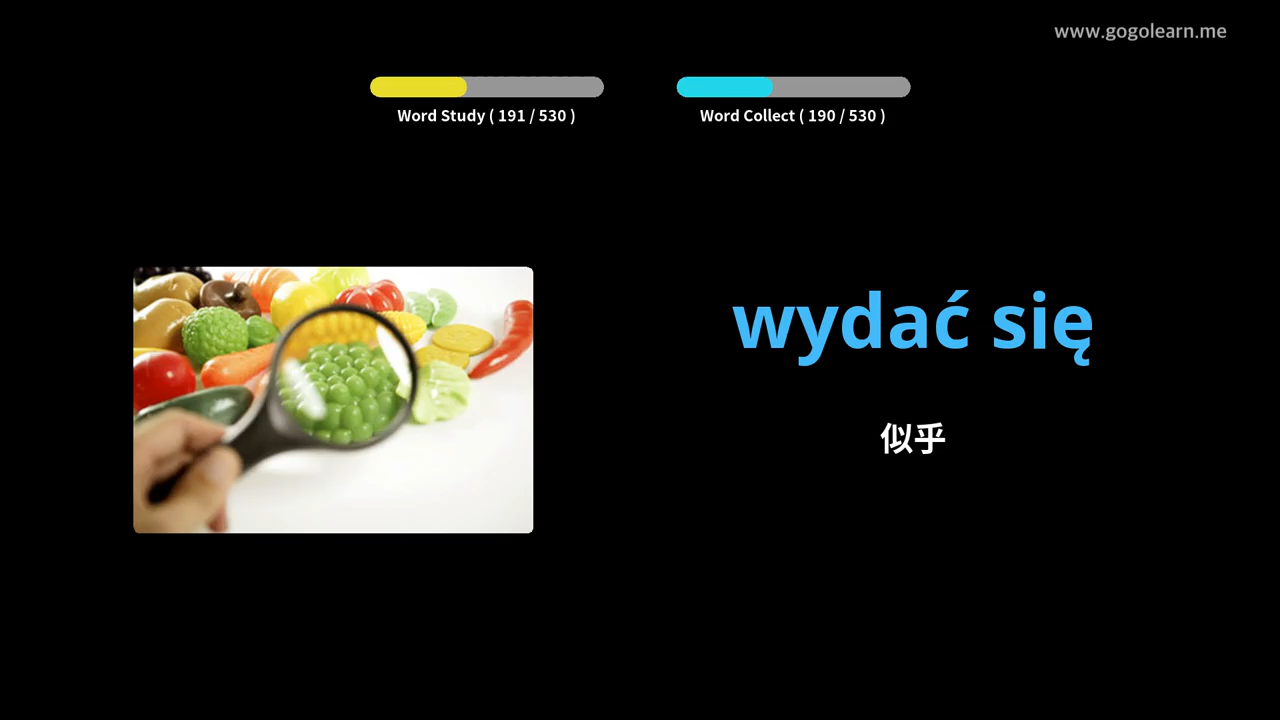 www.gogolearn.me
Word Study ( 191 / 530 )
Word Collect ( 190 / 530 )
wydać się
似乎